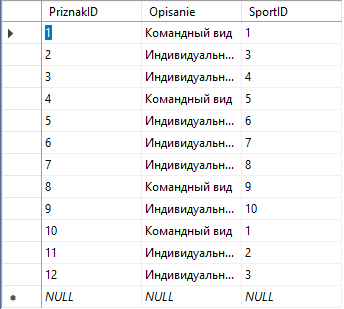 PriznakID Opisanie SportID
1 Командный вид 1
2 Индивидуальн... 3
3 Индивидуальн... 4
4 Командный вид 5
5 Индивидуальн... 6
6 Индивидуальн... 7
7 Индивидуальн... 8
8 Командный вид 9
9 Индивидуальн... 10
10 Командный вид 1
11 Индивидуальн... 2
12 Индивидуальн... 3
NULL NULL NULL